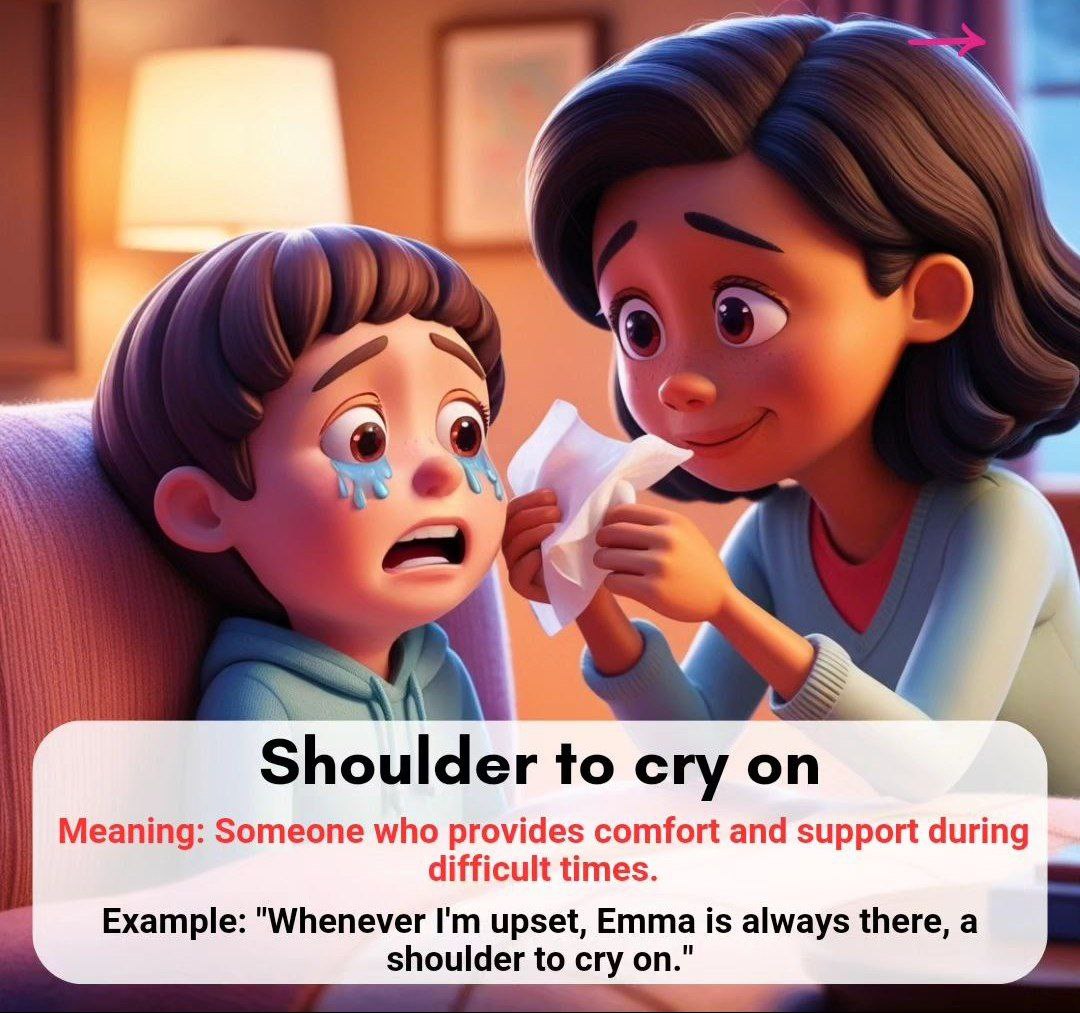 Shoulder to cry on
Meaning: Someone who provides comfort and support during
difficult times.
Example: "Whenever I'm upset, Emma is always there, a
shoulder to cry on."